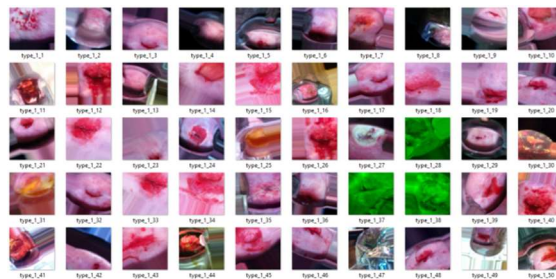 type_1_1 type_1_2 type_1_3 type_1_4 type_1_5 type_1_6 type_1_7 type_1_8 type_1_9 type_1_10
type_1_11 type_1_12 type_1_13 type_1_14 type_1_15 type_1_16 type_1_17 type_1_18 type_1_19 type_1_20
type_1_21 type_1_22 type_1_23 type_1_24 type_1_25 type_1_26 type_1_27 type_1_28 type_1_29 type_1_30
type_1_31 type_1_32 type_1_33 type_1_34 type_1_35 type_1_36 type_1_37 type_1_38 type_1_39 type_1_40
type_1_41 type_1_42 type_1_43 type_1_44 type_1_45 type_1_46 type_1_47 type_1_48 type_1_49 type_1_50